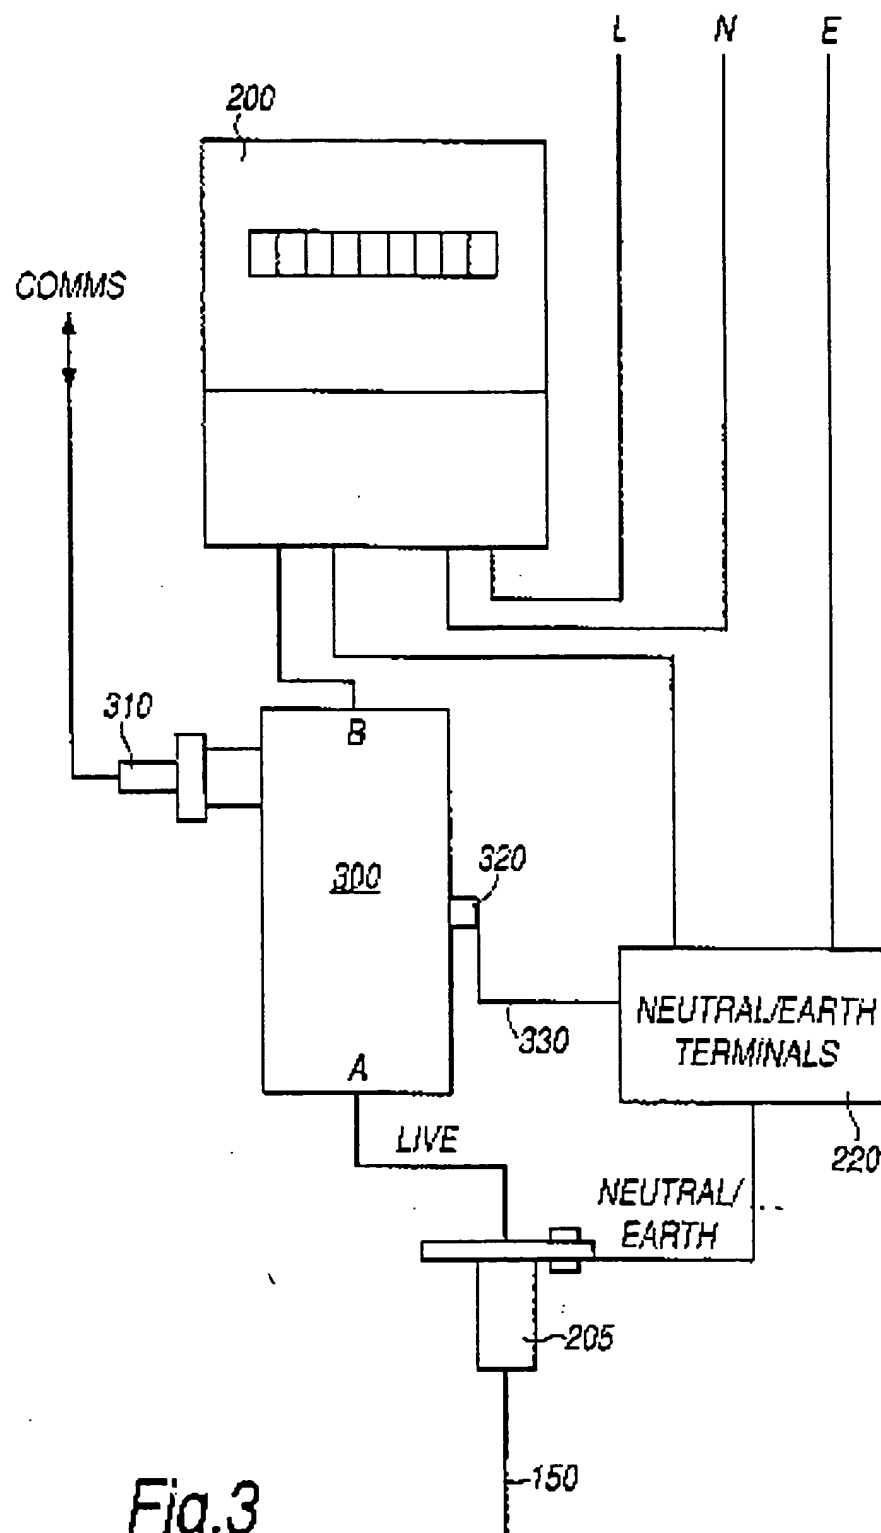 L N E
200
COMMS
310
B
300
320
NEUTRAL/EARTH
TERMINALS
330
A
220
LIVE
NEUTRAL/
EARTH
205
150
Fig.3